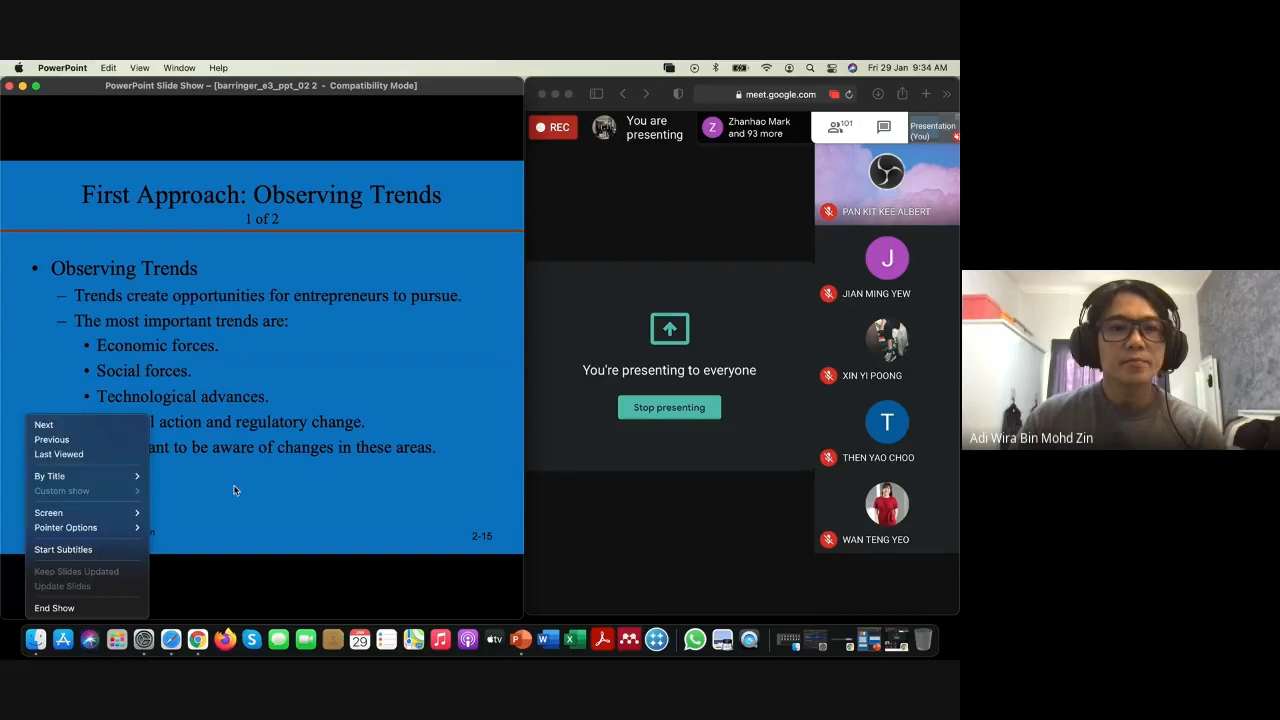 PowerPoint Edit View Window Help
Fri 29 Jan 9:34 AM
PowerPoint Slide Show – [barringer_e3_ppt_02 2 - Compatibility Mode]
First Approach: Observing Trends
1 of 2
• Observing Trends
– Trends create opportunities for entrepreneurs to pursue.
– The most important trends are:
• Economic forces.
• Social forces.
• Technological advances.
action and regulatory change.
to be aware of changes in these areas.
2-15
Next
Previous
Last Viewed
By Title
Custom show
Screen
Pointer Options
Start Subtitles
Keep Slides Updated
Update Slides
End Show
meet.google.com
REC
You are
presenting
Z
Zhanhao Mark
and 93 more
101
Presentation
(You)
PAN KIT KEE ALBERT
J
JIAN MING YEW
XIN YI POONG
T
THEN YAO CHOO
WAN TENG YEO
You're presenting to everyone
Stop presenting
Adi Wira Bin Mohd Zin
JAN
29
tv
P
W
X
S